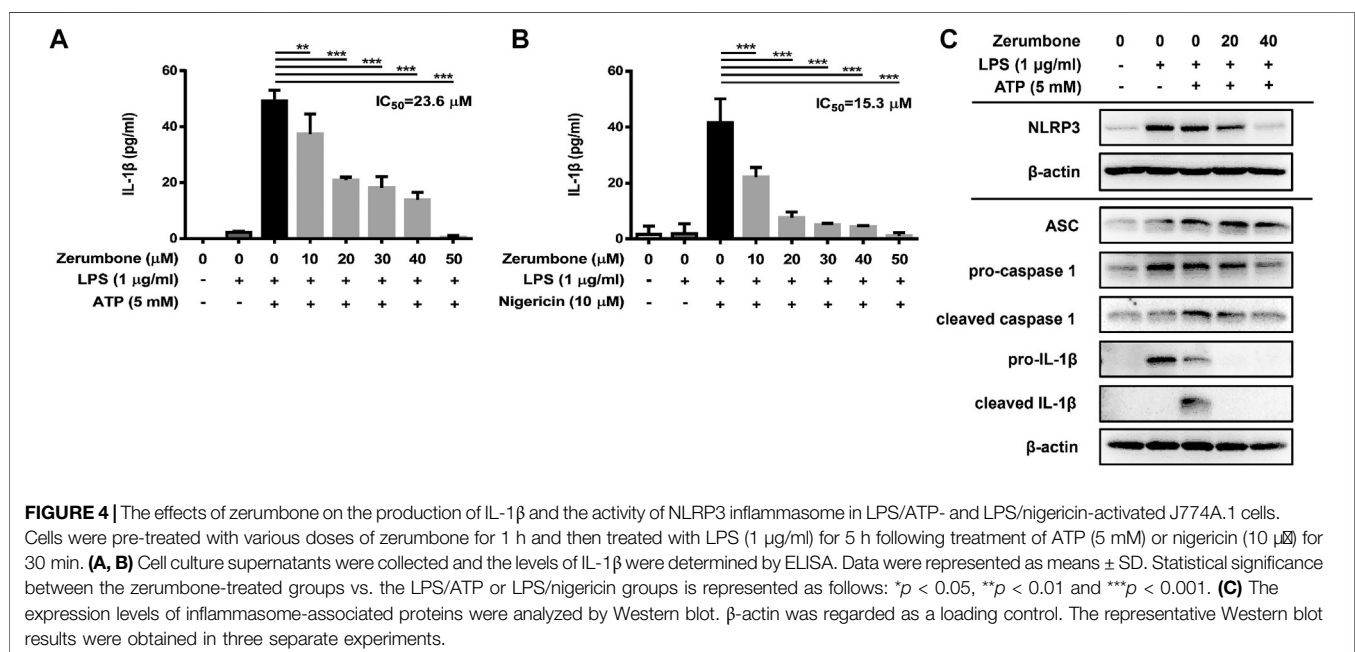 A
** 
***
***
***
***
60
40
20
0
IL-1β (pg/ml)
IC50=23.6 μM
Zerumbone (μM) 0 0 0 10 20 30 40 50
LPS (1 μg/ml) - + + + + + + +
ATP (5 mM) - - + + + + + +
B
***
***
***
***
***
60
40
20
0
IL-1β (pg/ml)
IC50=15.3 μM
Zerumbone (μM) 0 0 0 10 20 30 40 50
LPS (1 μg/ml) - + + + + + + +
Nigericin (10 μM) - - + + + + + +
C
Zerumbone 0 0 0 20 40
LPS (1 μg/ml) - + + + +
ATP (5 mM) - - + + +
NLRP3
β-actin
ASC
pro-caspase 1
cleaved caspase 1
pro-IL-1β
cleaved IL-1β
β-actin
FIGURE 4 | The effects of zerumbone on the production of IL-1β and the activity of NLRP3 inflammasome in LPS/ATP- and LPS/nigericin-activated J774A.1 cells.
Cells were pre-treated with various doses of zerumbone for 1 h and then treated with LPS (1 μg/ml) for 5 h following treatment of ATP (5 mM) or nigericin (10 μ) for
30 min. (A, B) Cell culture supernatants were collected and the levels of IL-1β were determined by ELISA. Data were represented as means ± SD. Statistical significance
between the zerumbone-treated groups vs. the LPS/ATP or LPS/nigericin groups is represented as follows: *p < 0.05, **p < 0.01 and ***p < 0.001. (C) The
expression levels of inflammasome-associated proteins were analyzed by Western blot. β-actin was regarded as a loading control. The representative Western blot
results were obtained in three separate experiments.